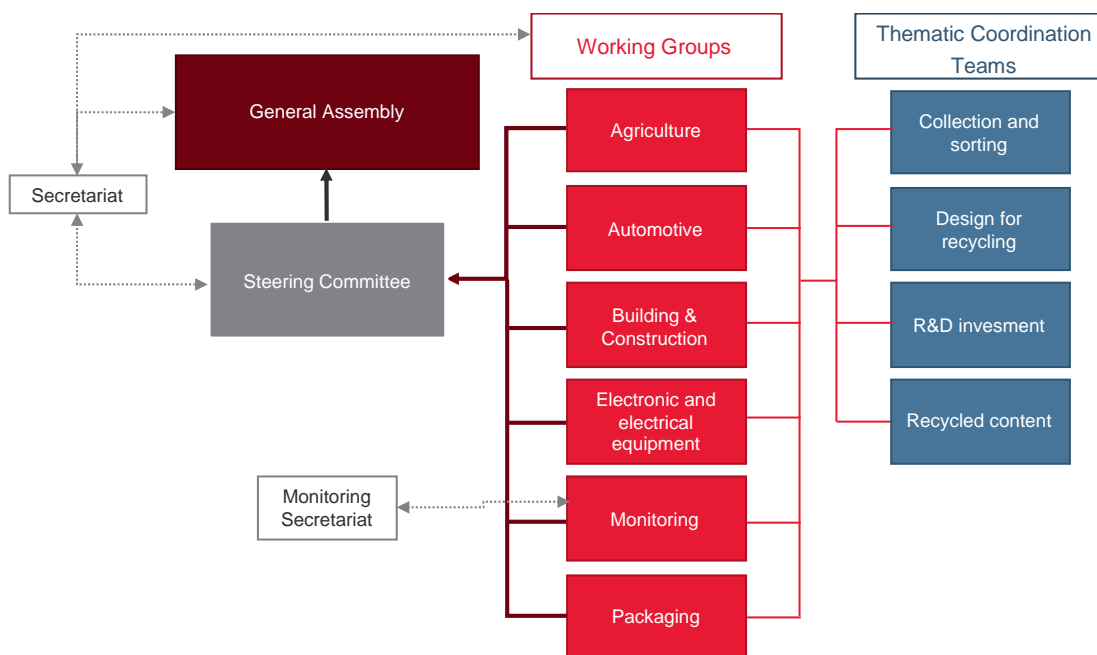 Working Groups
Thematic Coordination
Teams
General Assembly
Secretariat
Steering Committee
Agriculture
Automotive
Building &
Construction
Electronic and
electrical
equipment
Monitoring
Packaging
Monitoring
Secretariat
Collection and
sorting
Design for
recycling
R&D invesment
Recycled content